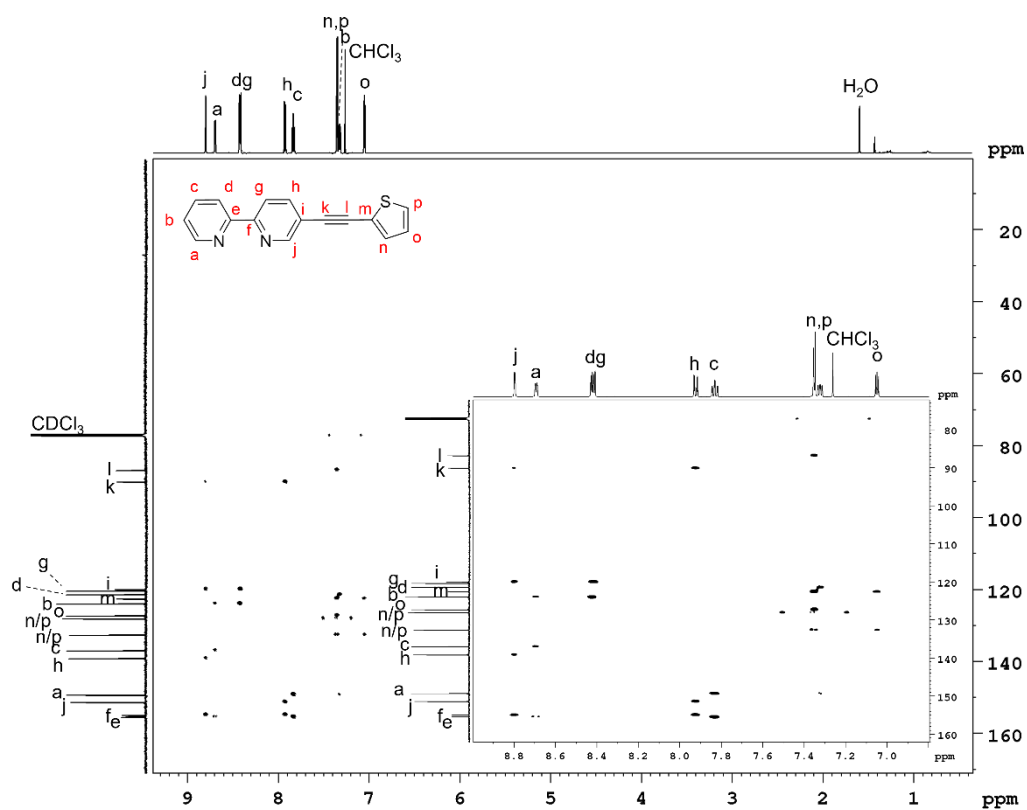 n,p
b
CHCl3
j
a
dg
h
c
o
H2O
ppm
c
d
g
h
b
e
f
i
k
l
m
S
p
o
n
a
N
N
j
20
40
60
80
100
120
140
160
n,p
CHCl3
j
a
dg
h
c
o
ppm
CDCl3
l
k
g
d
i
m
b
o
n/p
n/p
c
h
a
j
f
e
l
k
i
g
d
m
b
o
n/p
n/p
c
h
a
j
f
e
80
90
100
110
120
130
140
150
160
8.8
8.6
8.4
8.2
8.0
7.8
7.6
7.4
7.2
7.0
ppm
9
8
7
6
5
4
3
2
1
ppm